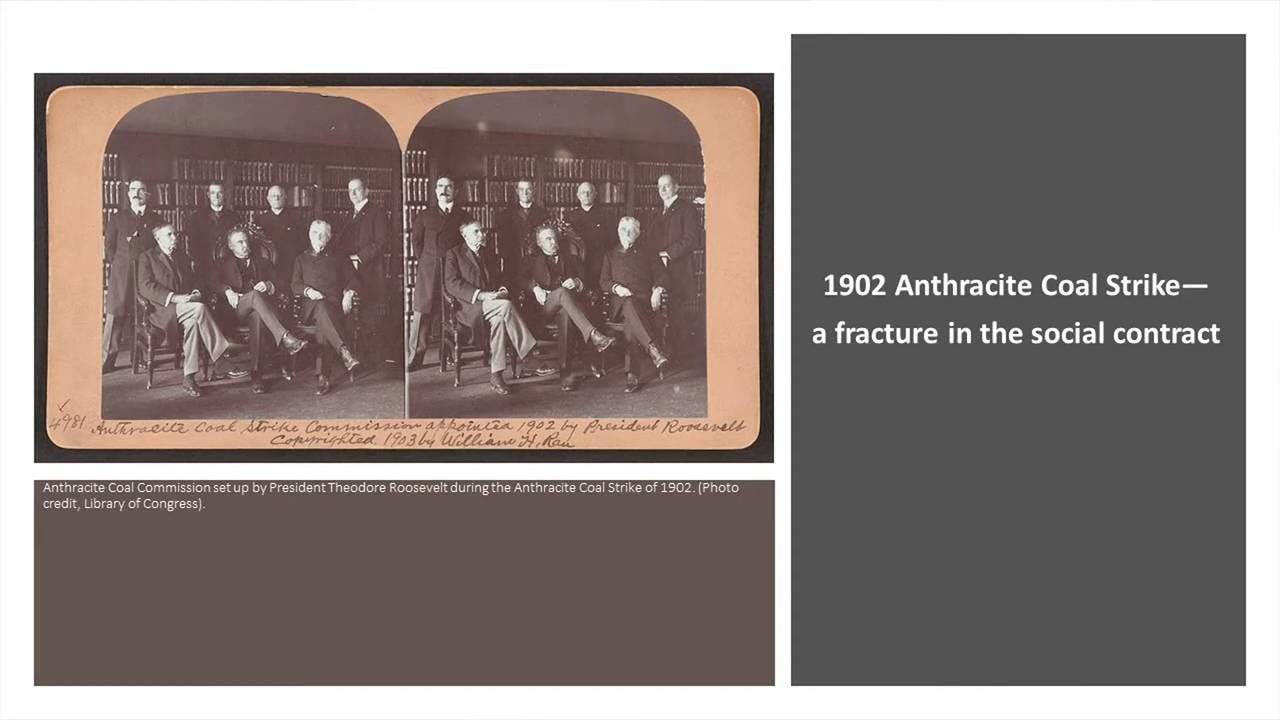 4981 Anthracite Coal Strike Commission appointed 1902 by President Roosevelt
Copyrighted 1903 by William H. Rau
Anthracite Coal Commission set up by President Theodore Roosevelt during the Anthracite Coal Strike of 1902. (Photo
credit, Library of Congress).
1902 Anthracite Coal Strike—
a fracture in the social contract